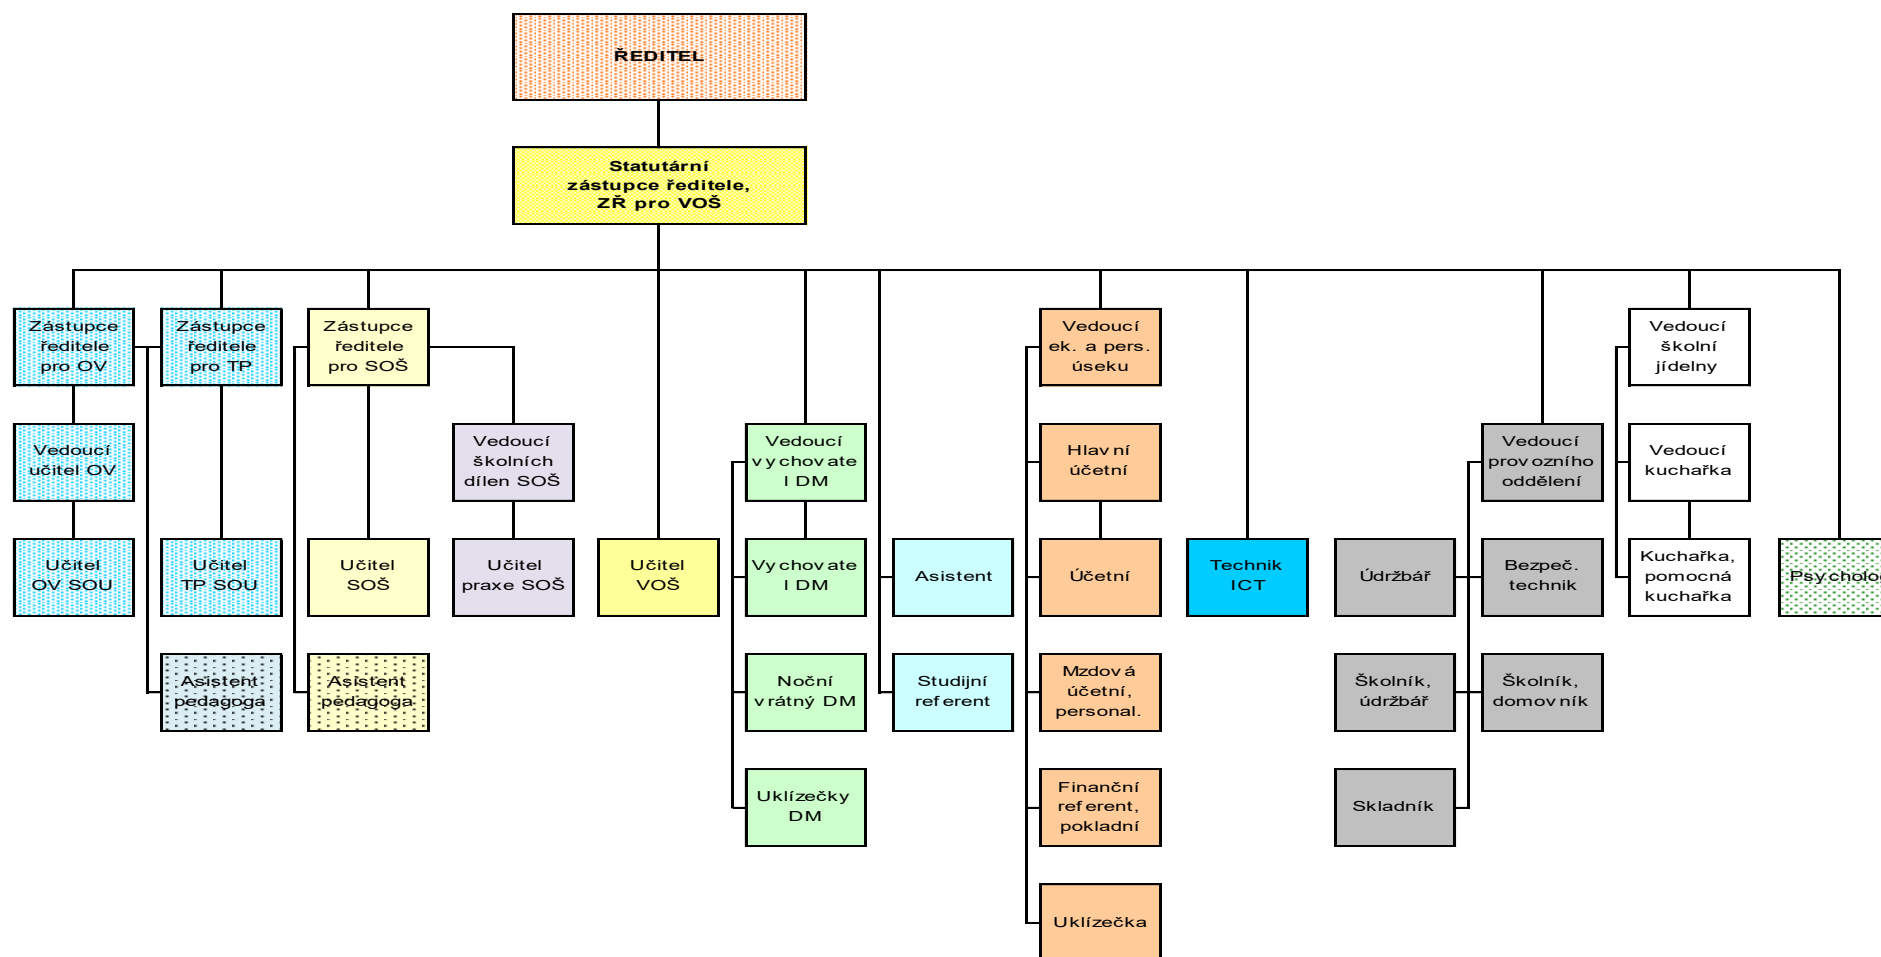 ŘEDITEL
Statutární
zástupce ředitele,
ZŘ pro VOŠ
Zástupce
ředitele
pro OV
Zástupce
ředitele
pro TP
Zástupce
ředitele
pro SOŠ
Vedoucí
ek. a pers.
úseku
Vedoucí
školní
jídelny
Vedoucí
učitel OV
Vedoucí
školních
dílen SOŠ
Vedoucí
vychovate
l DM
Hlavní
účetní
Vedoucí
provozního
oddělení
Vedoucí
kuchařka
Učitel
OV SOU
Učitel
TP SOU
Učitel
SOŠ
Učitel
praxe SOŠ
Učitel
VOŠ
Vychovate
l DM
Asistent
Účetní
Technik
ICT
Údržbář
Bezpeč.
technik
Kuchařka,
pomocná
kuchařka
Psycholog
Asistent
pedagoga
Asistent
pedagoga
Noční
vrátný DM
Studijní
referent
Mzdová
účetní,
personal.
Školník,
údržbář
Školník,
domovník
Uklízečky
DM
Finanční
referent,
pokladní
Skladník
Uklízečka